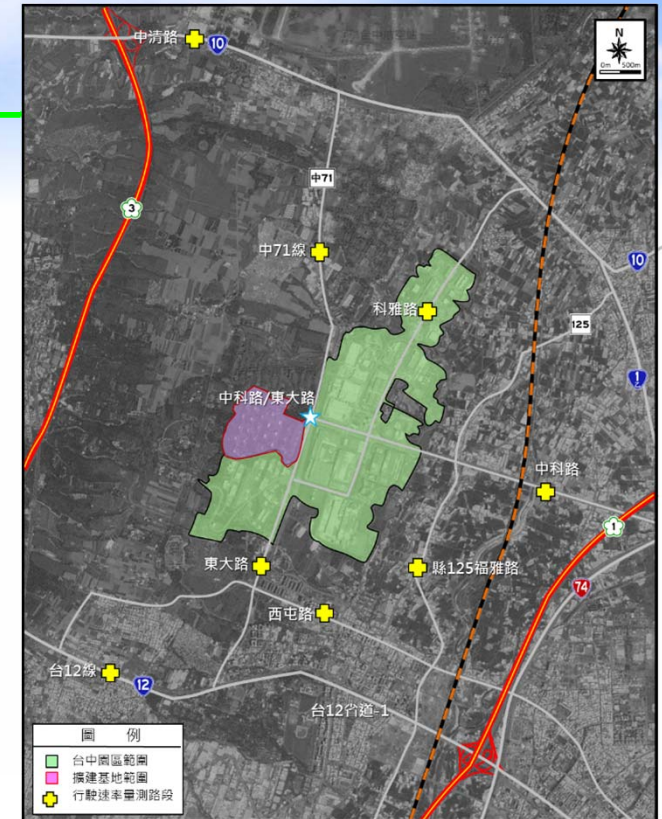 中清路
10
N
0m 500m
中71
3
中71線
10
科雅路
125
1
中科路/東大路
中科路
1
東大路
縣125福雅路
74
西屯路
台12線
12
台12省道-1
圖 例
台中園區範圍
擴建基地範圍
行駛速率量測路段